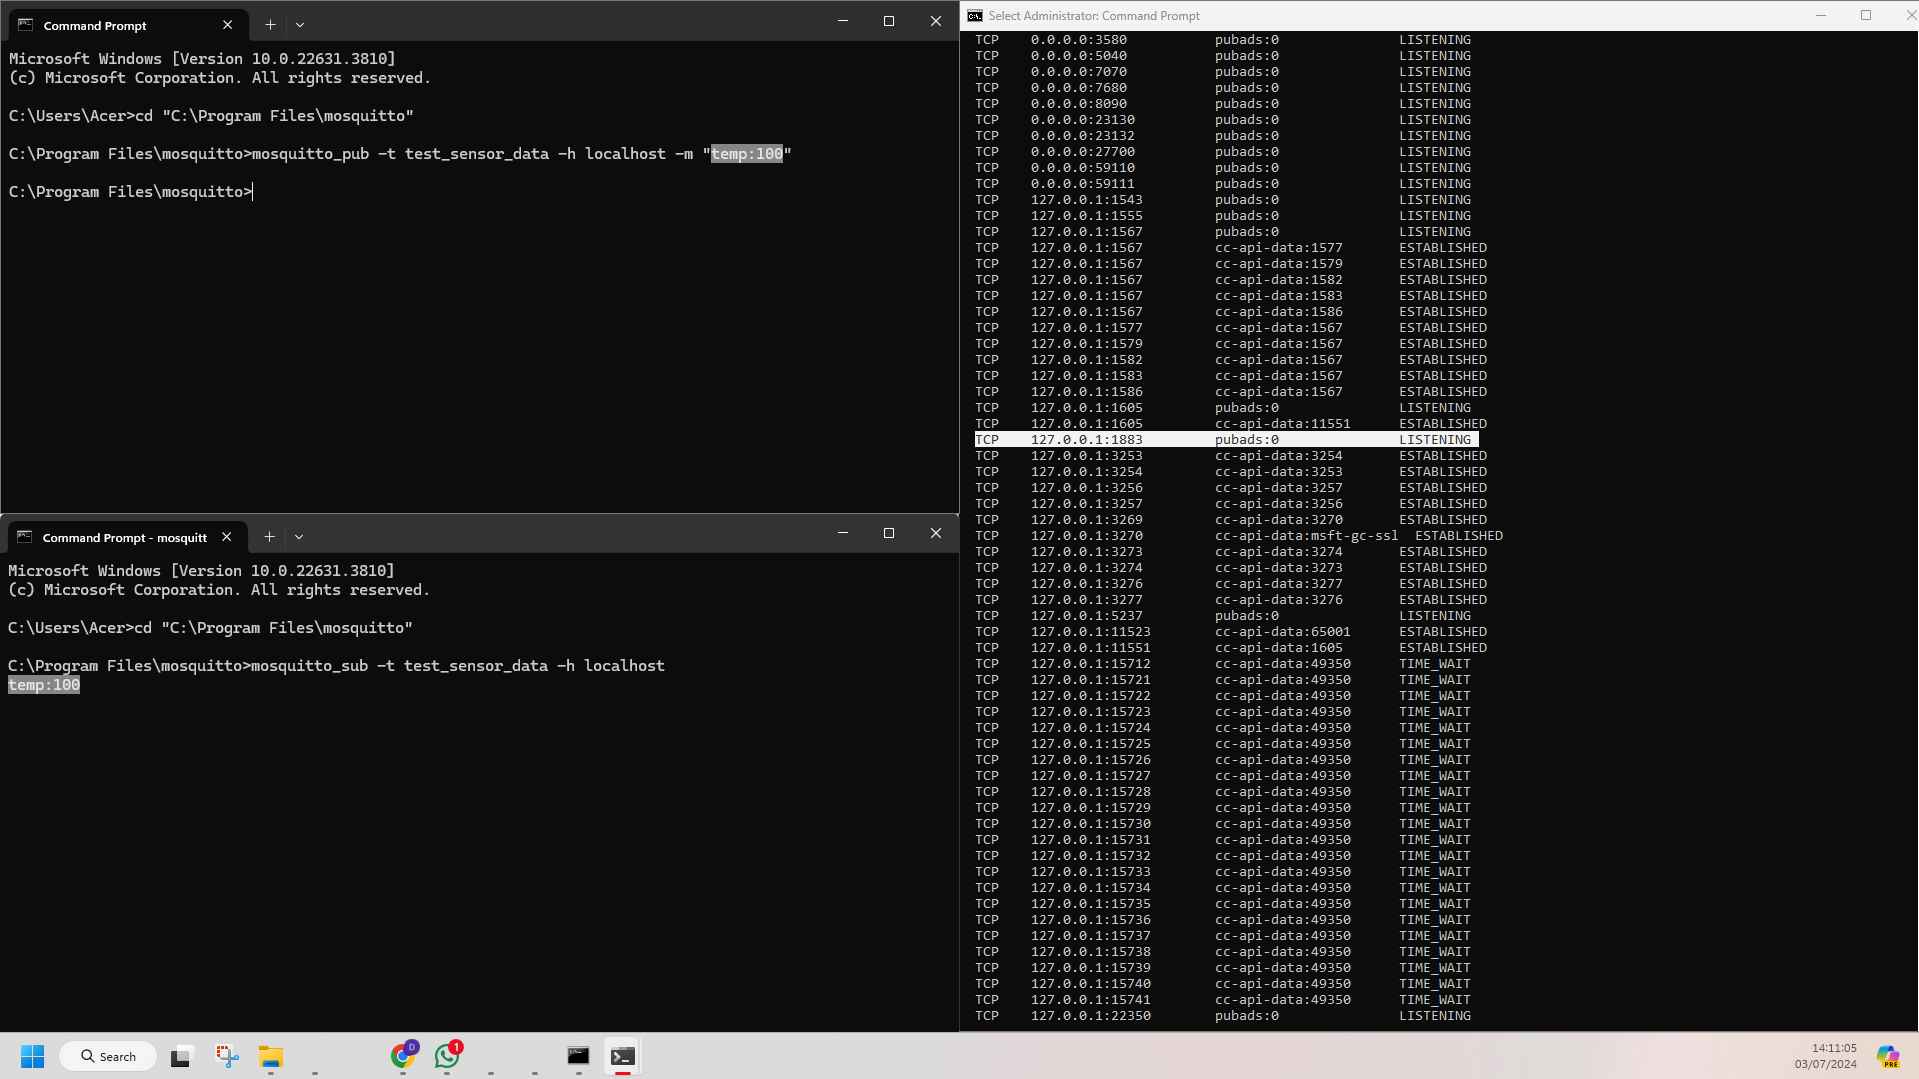 Command Prompt
Microsoft Windows [Version 10.0.22631.3810]
(c) Microsoft Corporation. All rights reserved.
C:\Users\Acer>cd "C:\Program Files\mosquitto"
C:\Program Files\mosquitto>mosquitto_pub -t test_sensor_data -h localhost -m "temp:100"
C:\Program Files\mosquitto>
Command Prompt - mosquitt
Microsoft Windows [Version 10.0.22631.3810]
(c) Microsoft Corporation. All rights reserved.
C:\Users\Acer>cd "C:\Program Files\mosquitto"
C:\Program Files\mosquitto>mosquitto_sub -t test_sensor_data -h localhost
temp:100
Select Administrator: Command Prompt
TCP 0.0.0.0:3580 pubads:0 LISTENING
TCP 0.0.0.0:5040 pubads:0 LISTENING
TCP 0.0.0.0:7070 pubads:0 LISTENING
TCP 0.0.0.0:7680 pubads:0 LISTENING
TCP 0.0.0.0:8090 pubads:0 LISTENING
TCP 0.0.0.0:23130 pubads:0 LISTENING
TCP 0.0.0.0:23132 pubads:0 LISTENING
TCP 0.0.0.0:27700 pubads:0 LISTENING
TCP 0.0.0.0:59110 pubads:0 LISTENING
TCP 0.0.0.0:59111 pubads:0 LISTENING
TCP 127.0.0.1:1543 pubads:0 LISTENING
TCP 127.0.0.1:1555 pubads:0 LISTENING
TCP 127.0.0.1:1567 pubads:0 LISTENING
TCP 127.0.0.1:1567 cc-api-data:1577 ESTABLISHED
TCP 127.0.0.1:1567 cc-api-data:1579 ESTABLISHED
TCP 127.0.0.1:1567 cc-api-data:1582 ESTABLISHED
TCP 127.0.0.1:1567 cc-api-data:1583 ESTABLISHED
TCP 127.0.0.1:1567 cc-api-data:1586 ESTABLISHED
TCP 127.0.0.1:1577 cc-api-data:1567 ESTABLISHED
TCP 127.0.0.1:1579 cc-api-data:1567 ESTABLISHED
TCP 127.0.0.1:1582 cc-api-data:1567 ESTABLISHED
TCP 127.0.0.1:1583 cc-api-data:1567 ESTABLISHED
TCP 127.0.0.1:1586 cc-api-data:1567 ESTABLISHED
TCP 127.0.0.1:1605 pubads:0 LISTENING
TCP 127.0.0.1:1605 cc-api-data:11551 ESTABLISHED
TCP 127.0.0.1:1883 pubads:0 LISTENING
TCP 127.0.0.1:3253 cc-api-data:3254 ESTABLISHED
TCP 127.0.0.1:3254 cc-api-data:3253 ESTABLISHED
TCP 127.0.0.1:3256 cc-api-data:3257 ESTABLISHED
TCP 127.0.0.1:3257 cc-api-data:3256 ESTABLISHED
TCP 127.0.0.1:3269 cc-api-data:3270 ESTABLISHED
TCP 127.0.0.1:3270 cc-api-data:msft-gc-ssl ESTABLISHED
TCP 127.0.0.1:3273 cc-api-data:3274 ESTABLISHED
TCP 127.0.0.1:3274 cc-api-data:3273 ESTABLISHED
TCP 127.0.0.1:3276 cc-api-data:3277 ESTABLISHED
TCP 127.0.0.1:3277 cc-api-data:3276 ESTABLISHED
TCP 127.0.0.1:5237 pubads:0 LISTENING
TCP 127.0.0.1:11523 cc-api-data:65001 ESTABLISHED
TCP 127.0.0.1:11551 cc-api-data:1605 ESTABLISHED
TCP 127.0.0.1:15712 cc-api-data:49350 TIME_WAIT
TCP 127.0.0.1:15721 cc-api-data:49350 TIME_WAIT
TCP 127.0.0.1:15722 cc-api-data:49350 TIME_WAIT
TCP 127.0.0.1:15723 cc-api-data:49350 TIME_WAIT
TCP 127.0.0.1:15724 cc-api-data:49350 TIME_WAIT
TCP 127.0.0.1:15725 cc-api-data:49350 TIME_WAIT
TCP 127.0.0.1:15726 cc-api-data:49350 TIME_WAIT
TCP 127.0.0.1:15727 cc-api-data:49350 TIME_WAIT
TCP 127.0.0.1:15728 cc-api-data:49350 TIME_WAIT
TCP 127.0.0.1:15729 cc-api-data:49350 TIME_WAIT
TCP 127.0.0.1:15730 cc-api-data:49350 TIME_WAIT
TCP 127.0.0.1:15731 cc-api-data:49350 TIME_WAIT
TCP 127.0.0.1:15732 cc-api-data:49350 TIME_WAIT
TCP 127.0.0.1:15733 cc-api-data:49350 TIME_WAIT
TCP 127.0.0.1:15734 cc-api-data:49350 TIME_WAIT
TCP 127.0.0.1:15735 cc-api-data:49350 TIME_WAIT
TCP 127.0.0.1:15736 cc-api-data:49350 TIME_WAIT
TCP 127.0.0.1:15737 cc-api-data:49350 TIME_WAIT
TCP 127.0.0.1:15738 cc-api-data:49350 TIME_WAIT
TCP 127.0.0.1:15739 cc-api-data:49350 TIME_WAIT
TCP 127.0.0.1:15740 cc-api-data:49350 TIME_WAIT
TCP 127.0.0.1:15741 cc-api-data:49350 TIME_WAIT
TCP 127.0.0.1:22350 pubads:0 LISTENING
Search
D
1
14:11:05
03/07/2024
PRE